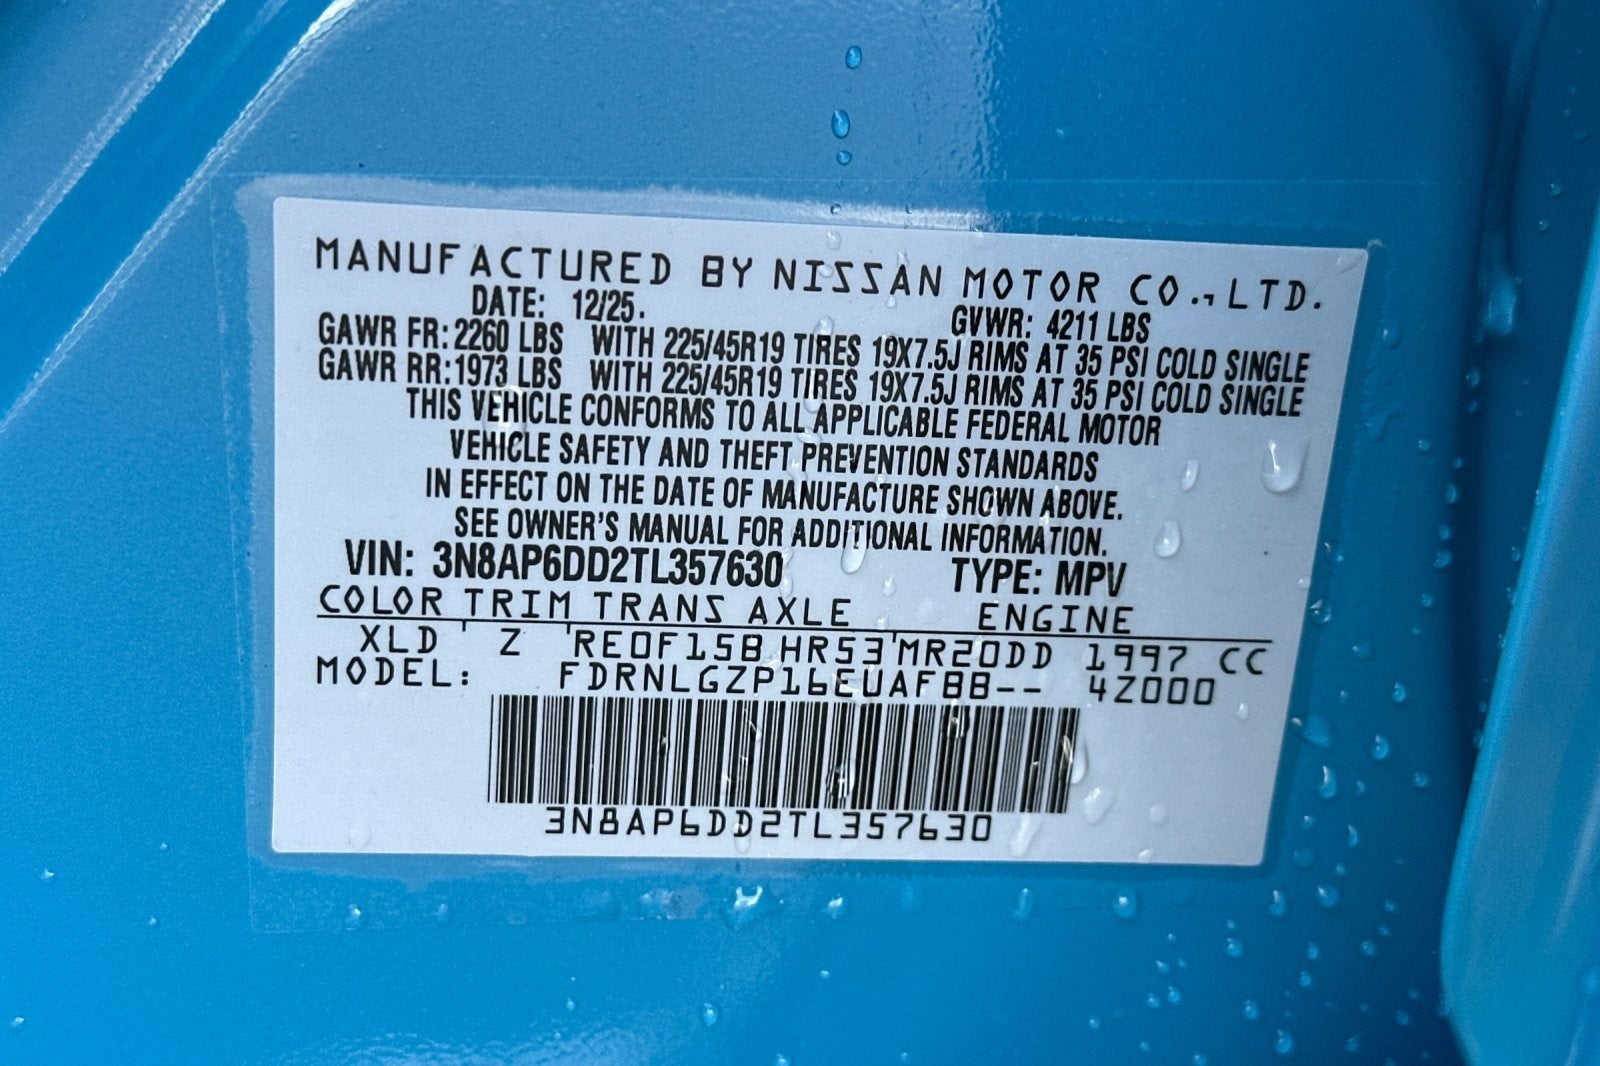 MANUFACTURED BY NISSAN MOTOR CO.,LTD.
DATE: 12/25. GVWR: 4211 LBS
GAWR FR: 2260 LBS WITH 225/45R19 TIRES 19X7.5J RIMS AT 35 PSI COLD SINGLE
GAWR RR: 1973 LBS WITH 225/45R19 TIRES 19X7.5J RIMS AT 35 PSI COLD SINGLE
THIS VEHICLE CONFORMS TO ALL APPLICABLE FEDERAL MOTOR
VEHICLE SAFETY AND THEFT PREVENTION STANDARDS
IN EFFECT ON THE DATE OF MANUFACTURE SHOWN ABOVE.
SEE OWNER'S MANUAL FOR ADDITIONAL INFORMATION.
VIN: 3N8AP6DD2TL357630 TYPE: MPV
COLOR TRIM TRANS AXLE ENGINE
XLD Z RE0F15B HR53 MR20DD 1997 CC
MODEL: FDRNLGZP16EUAFBB-- 4Z000
3N8AP6DD2TL357630